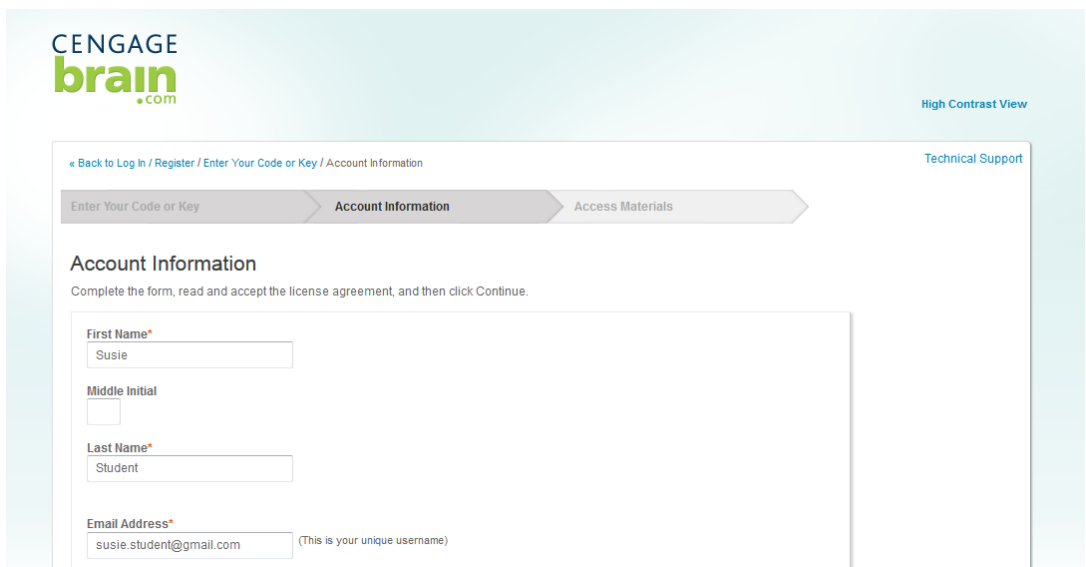 CENGAGE
brain
.com
High Contrast View
« Back to Log In / Register / Enter Your Code or Key / Account Information
Technical Support
Enter Your Code or Key
Account Information
Access Materials
Account Information
Complete the form, read and accept the license agreement, and then click Continue.
First Name*
Susie
Middle Initial
Last Name*
Student
Email Address*
susie.student@gmail.com (This is your unique username)